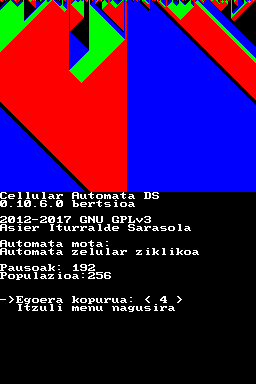 Cellular Automata DS
0.10.6.0 bertsioa
2012-2017 GNU GPLv3
Asier Iturralde Sarasola
Automata mota:
Automata zelular ziklikoa
Pausoak: 192
Populazioa:256
->Egoera kopurua: < 4 >
Itzuli menu nagusira